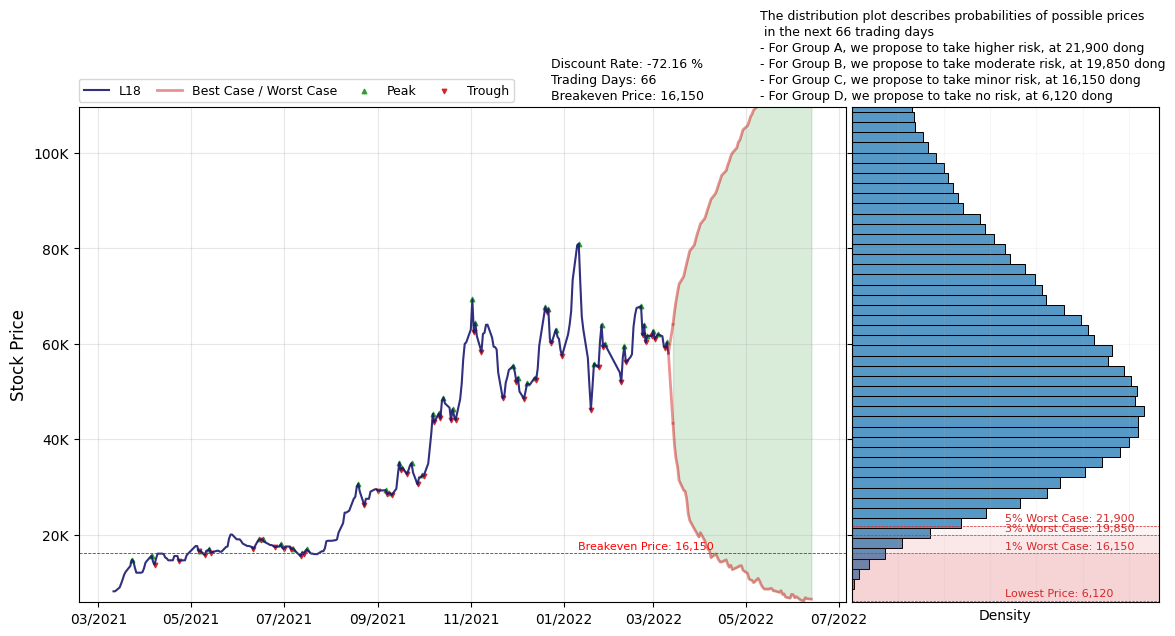 The distribution plot describes probabilities of possible prices
in the next 66 trading days
- For Group A, we propose to take higher risk, at 21,900 dong
- For Group B, we propose to take moderate risk, at 19,850 dong
- For Group C, we propose to take minor risk, at 16,150 dong
- For Group D, we propose to take no risk, at 6,120 dong
Discount Rate: -72.16 %
Trading Days: 66
Breakeven Price: 16,150
L18
Best Case / Worst Case
Peak
Trough
Stock Price
100K
80K
60K
40K
20K
Breakeven Price: 16,150
5% Worst Case: 21,900
3% Worst Case: 19,850
1% Worst Case: 16,150
Lowest Price: 6,120
03/2021
05/2021
07/2021
09/2021
11/2021
01/2022
03/2022
05/2022
07/2022
Density